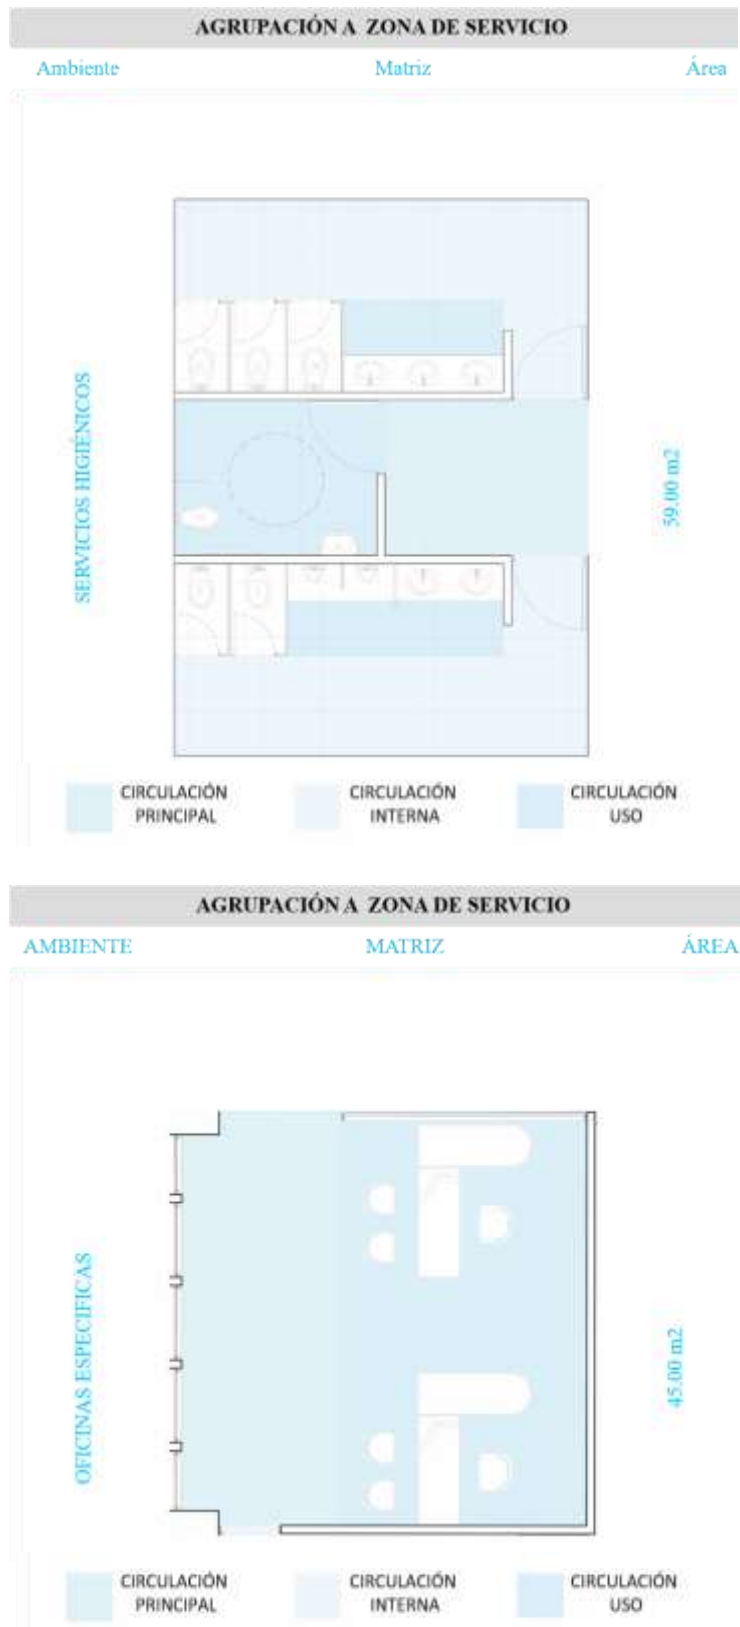 AGRUPACIÓN A ZONA DE SERVICIO
Ambiente Matriz Área
SERVICIOS HIGIÉNICOS
59.00 m2
CIRCULACIÓN PRINCIPAL
CIRCULACIÓN INTERNA
CIRCULACIÓN USO
AGRUPACIÓN A ZONA DE SERVICIO
AMBIENTE MATRIZ ÁREA
OFICINAS ESPECIFICAS
45.00 m2
CIRCULACIÓN PRINCIPAL
CIRCULACIÓN INTERNA
CIRCULACIÓN USO